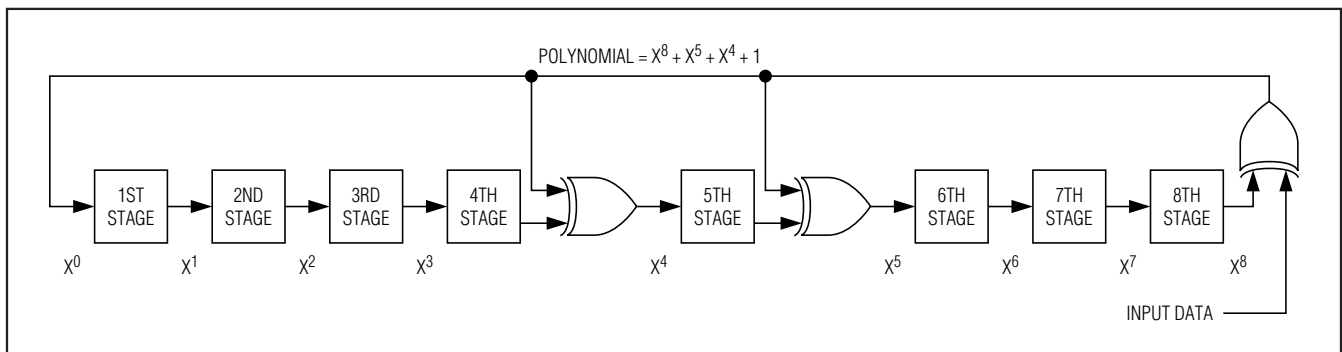 POLYNOMIAL = X⁸ + X⁵ + X⁴ + 1
1ST
STAGE
2ND
STAGE
3RD
STAGE
4TH
STAGE
5TH
STAGE
6TH
STAGE
7TH
STAGE
8TH
STAGE
X⁰
X¹
X²
X³
X⁴
X⁵
X⁶
X⁷
X⁸
INPUT DATA